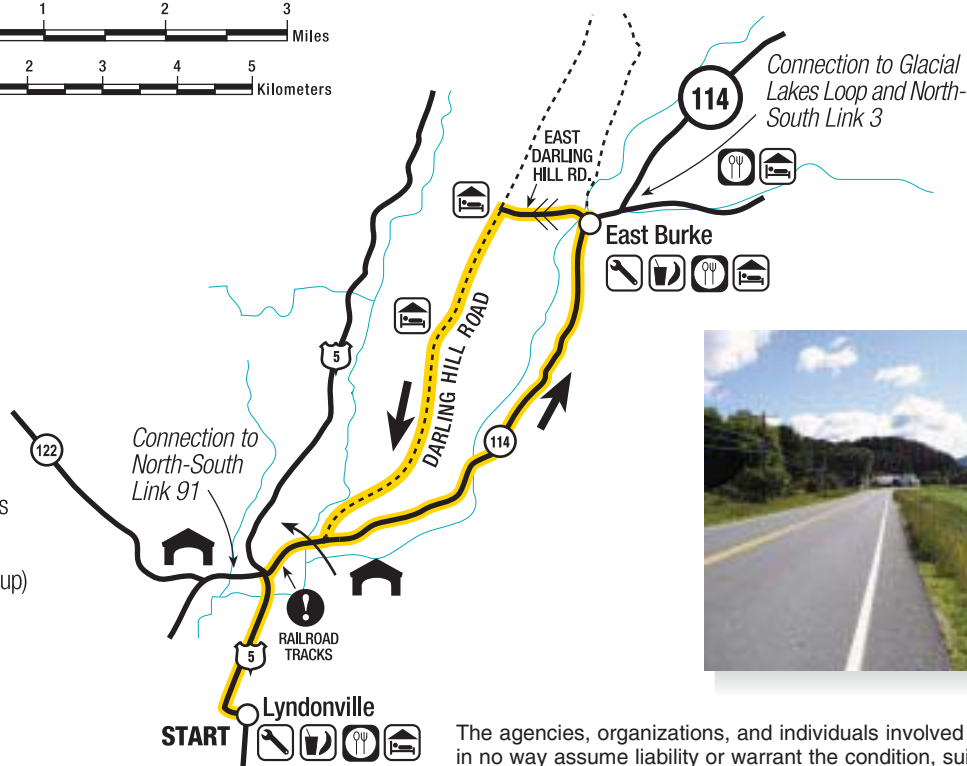 1 2 3 Miles
2 3 4 5 Kilometers
114
Connection to Glacial
Lakes Loop and North-
South Link 3
EAST
DARLING
HILL RD.
East Burke
DARLING HILL ROAD
5
114
122
Connection to
North-South
Link 91
s
up)
!
RAILROAD
TRACKS
5
Lyndonville
START
The agencies, organizations, and individuals involved
in no way assume liability or warrant the condition, sui